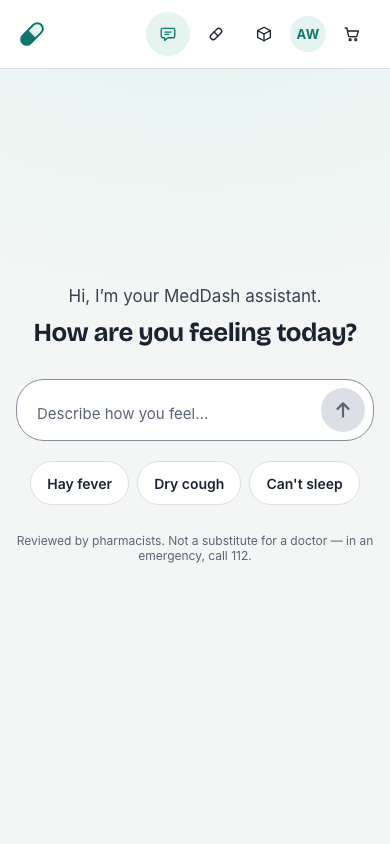 AW
Hi, I’m your MedDash assistant.
How are you feeling today?
Describe how you feel...
Hay fever
Dry cough
Can't sleep
Reviewed by pharmacists. Not a substitute for a doctor — in an
emergency, call 112.